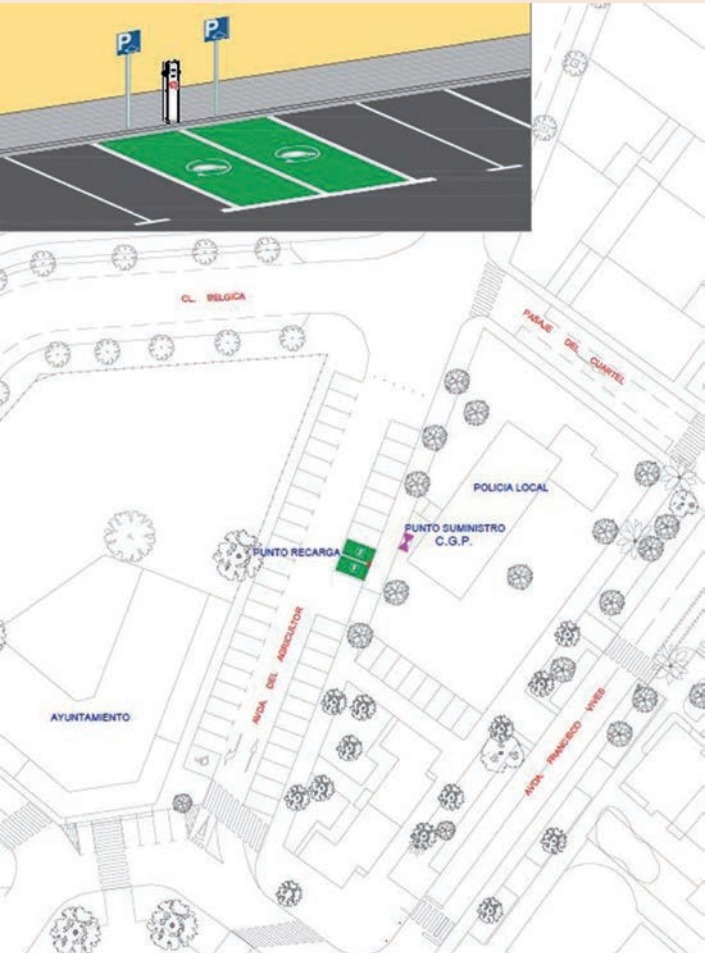 P
P
CL. BELGICA
PASAJE DEL CUARTEL
POLICIA LOCAL
PUNTO SUMINISTRO
C.G.P.
PUNTO RECARGA
AVDA. DEL AGRICULTOR
AYUNTAMIENTO
AVDA. FRANCISCO VIVES